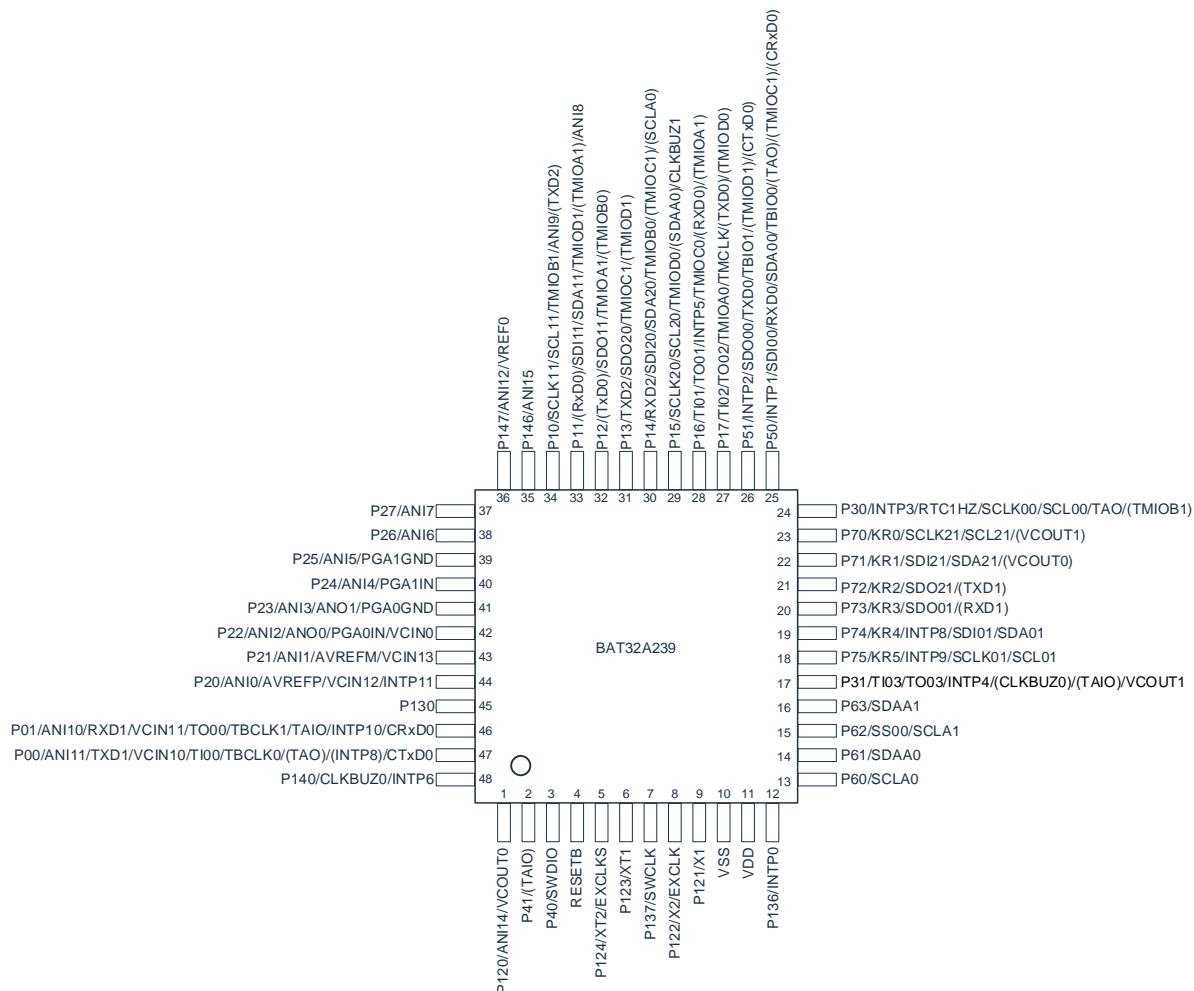 P147/ANI12/VREF0
P146/ANI15
P10/SCLK11/SCL11/TMIOB1/ANI9/(TXD2)
P11/(RxD0)/SDI11/SDA11/TMIOD1/(TMIOA1)/ANI8
P12/(TxD0)/SDO11/TMIOA1/(TMIOB0)
P13/TXD2/SDO20/TMIOC1/(TMIOD1)
P14/RXD2/SDI20/SDA20/TMIOB0/(TMIOC1)/(SCLA0)
P15/SCLK20/SCL20/TMIOD0/(SDAA0)/CLKBUZ1
P16/TI01/TO01/INTP5/TMIOC0/(RXD0)/(TMIOA1)
P17/TI02/TO02/TMIOA0/TMCLK/(TXD0)/(TMIOD0)
P51/INTP2/SDO00/TXD0/TBIO1/(TMIOD1)/(CTxD0)
P50/INTP1/SDI00/RXD0/SDA00/TBIO0/(TAO)/(TMIOC1)/(CRxD0)
36 35 34 33 32 31 30 29 28 27 26 25
P27/ANI7 37
P26/ANI6 38
P25/ANI5/PGA1GND 39
P24/ANI4/PGA1IN 40
P23/ANI3/ANO1/PGA0GND 41
P22/ANI2/ANO0/PGA0IN/VCIN0 42
P21/ANI1/AVREFM/VCIN13 43
P20/ANI0/AVREFP/VCIN12/INTP11 44
P130 45
P01/ANI10/RXD1/VCIN11/TO00/TBCLK1/TAIO/INTP10/CRxD0 46
P00/ANI11/TXD1/VCIN10/TI00/TBCLK0/(TAO)/(INTP8)/CTxD0 47
P140/CLKBUZ0/INTP6 48
BAT32A239
24 P30/INTP3/RTC1HZ/SCLK00/SCL00/TAO/(TMIOB1)
23 P70/KR0/SCLK21/SCL21/(VCOUT1)
22 P71/KR1/SDI21/SDA21/(VCOUT0)
21 P72/KR2/SDO21/(TXD1)
20 P73/KR3/SDO01/(RXD1)
19 P74/KR4/INTP8/SDI01/SDA01
18 P75/KR5/INTP9/SCLK01/SCL01
17 P31/TI03/TO03/INTP4/(CLKBUZ0)/(TAIO)/VCOUT1
16 P63/SDAA1
15 P62/SS00/SCLA1
14 P61/SDAA0
13 P60/SCLA0
1 2 3 4 5 6 7 8 9 10 11 12
P120/ANI14/VCOUT0
P41/(TAIO)
P40/SWDIO
RESETB
P124/XT2/EXCLKS
P123/XT1
P137/SWCLK
P122/X2/EXCLK
P121/X1
VSS
VDD
P136/INTP0